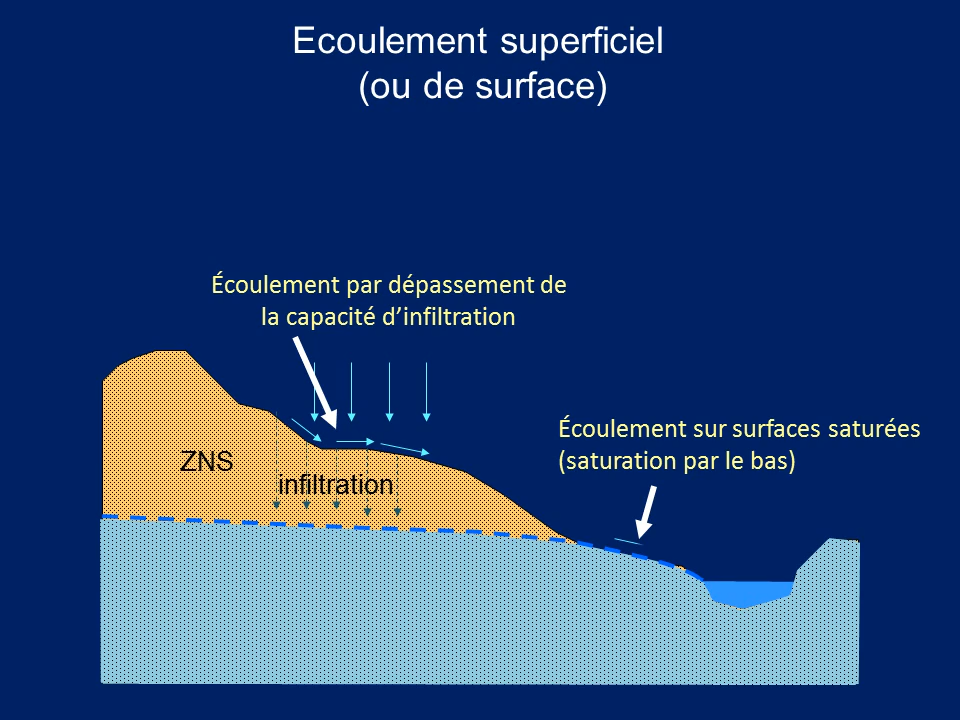 Ecoulement superficiel
(ou de surface)
Écoulement par dépassement de
la capacité d’infiltration
Écoulement sur surfaces saturées
(saturation par le bas)
ZNS
infiltration